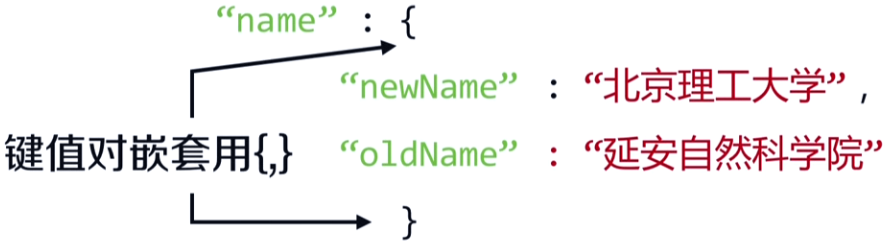 “name” : {
“newName” : “北京理工大学” ,
键值对嵌套用{,} “oldName” : “延安自然科学院”
}